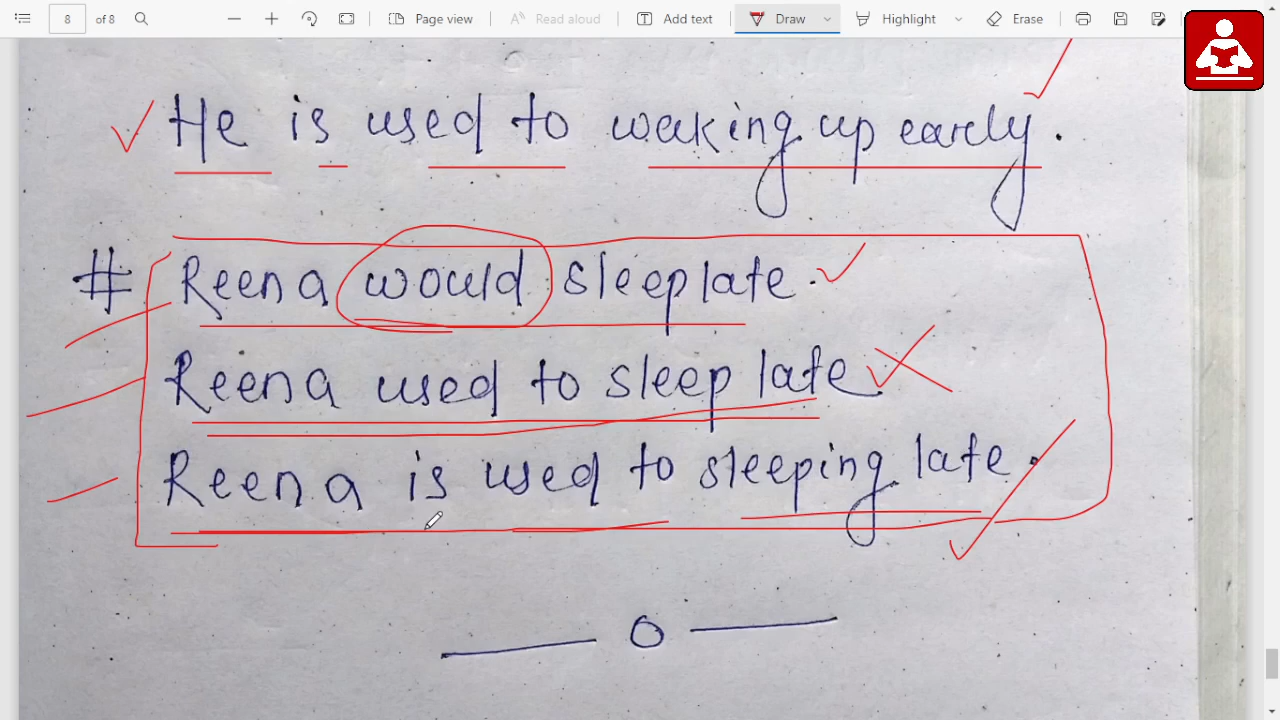 8 of 8 Page view Read aloud Add text Draw Highlight Erase
He is used to waking up early.
# Reena would sleep late.
Reena used to sleep late.
Reena is used to sleeping late.